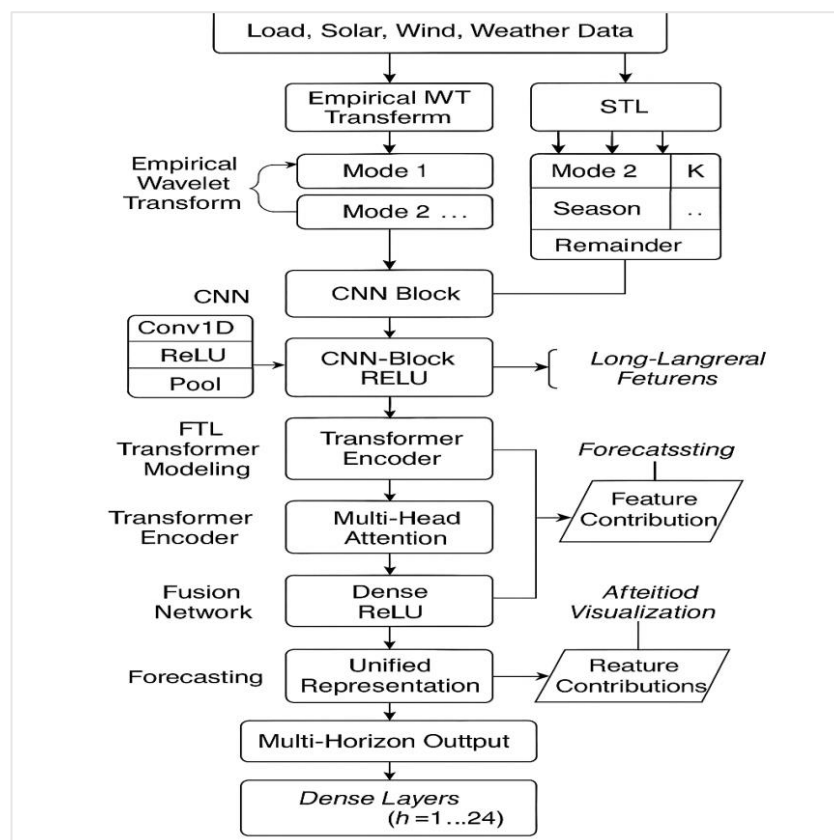 Load, Solar, Wind, Weather Data
Empirical IWT
Transferm
STL
Empirical
Wavelet
Transform
Mode 1
Mode 2 ...
Mode 2
K
Season
..
Remainder
CNN
CNN Block
Conv1D
ReLU
Pool
CNN-Block
RELU
Long-Langreral
Feturens
FTL
Transformer
Modeling
Transformer
Encoder
Forecatssting
Feature
Contribution
Transformer
Encoder
Multi-Head
Attention
Fusion
Network
Dense
ReLU
Afteitiod
Visualization
Forecasting
Unified
Representation
Reature
Contributions
Multi-Horizon Outtput
Dense Layers
(h =1...24)